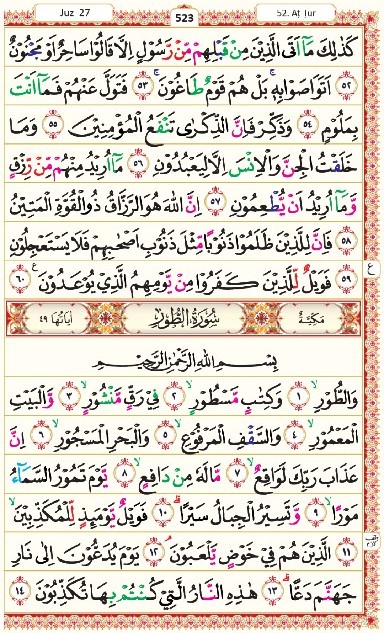 Juz 27
523
52. At Tur
كَذٰلِكَ مَاۤ اَتَى الَّذِيْنَ مِنْ قَبْلِهِمْ مِّنْ رَّسُوْلٍ اِلَّا قَالُوْا سَاحِرٌ اَوْ مَجْنُوْنٌ
٥٢ اَتَوَاصَوْا بِهٖ ۚ بَلْ هُمْ قَوْمٌ طَاغُوْنَ ۚ ٥٣ فَتَوَلَّ عَنْهُمْ فَمَاۤ اَنْتَ
بِمَلُوْمٍ ٥٤ وَّذَكِّرْ فَاِنَّ الذِّكْرٰى تَنْفَعُ الْمُؤْمِنِيْنَ ٥٥ وَمَا
خَلَقْتُ الْجِنَّ وَالْاِنْسَ اِلَّا لِيَعْبُدُوْنِ ٥٦ مَاۤ اُرِيْدُ مِنْهُمْ مِّنْ رِّزْقٍ
وَّمَاۤ اُرِيْدُ اَنْ يُّطْعِمُوْنِ ٥٧ اِنَّ اللّٰهَ هُوَ الرَّزَّاقُ ذُو الْقُوَّةِ الْمَتِيْنُ
٥٨ فَاِنَّ لِلَّذِيْنَ ظَلَمُوْا ذَنُوْبًا مِّثْلَ ذَنُوْبِ اَصْحٰبِهِمْ فَلَا يَسْتَعْجِلُوْنِ
٥٩ فَوَيْلٌ لِّلَّذِيْنَ كَفَرُوْا مِنْ يَّوْمِهِمُ الَّذِيْ يُوْعَدُوْنَ ٦٠ ع
ع
مَكِّيَّةٌ
سُوْرَةُ الطُّوْرِ
اٰيَاتُهَا ٤٩
بِسْمِ اللّٰهِ الرَّحْمٰنِ الرَّحِيْمِ
وَالطُّوْرِ ۙ ١ وَكِتٰبٍ مَّسْطُوْرٍ ۙ ٢ فِيْ رَقٍّ مَّنْشُوْرٍ ۙ ٣ وَّالْبَيْتِ
الْمَعْمُوْرِ ۙ ٤ وَالسَّقْفِ الْمَرْفُوْعِ ۙ ٥ وَالْبَحْرِ الْمَسْجُوْرِ ۙ ٦ اِنَّ
عَذَابَ رَبِّكَ لَوَاقِعٌ ۙ ٧ مَّا لَهٗ مِنْ دَافِعٍ ۙ ٨ يَّوْمَ تَمُوْرُ السَّمَآءُ
مَوْرًا ۙ ٩ وَّتَسِيْرُ الْجِبَالُ سَيْرًا ؕ ١٠ فَوَيْلٌ يَّوْمَئِذٍ لِّلْمُكَذِّبِيْنَ ۙ
١١ الَّذِيْنَ هُمْ فِيْ خَوْضٍ يَّلْعَبُوْنَ ۘ ١٢ يَوْمَ يُدَعُّوْنَ اِلٰى نَارِ
جَهَنَّمَ دَعًّا ؕ ١٣ هٰذِهِ النَّارُ الَّتِيْ كُنْتُمْ بِهَا تُكَذِّبُوْنَ ١٤